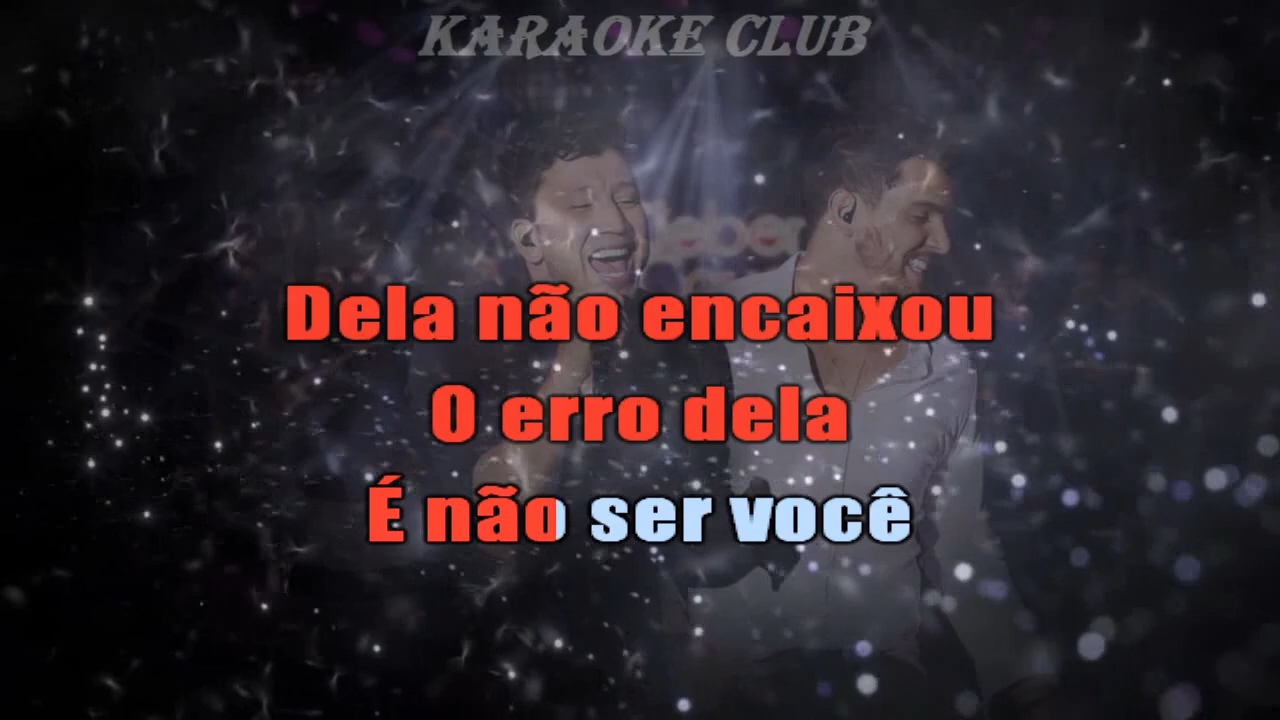 KARAOKE CLUB
Dela não encaixou
O erro dela
É não ser você